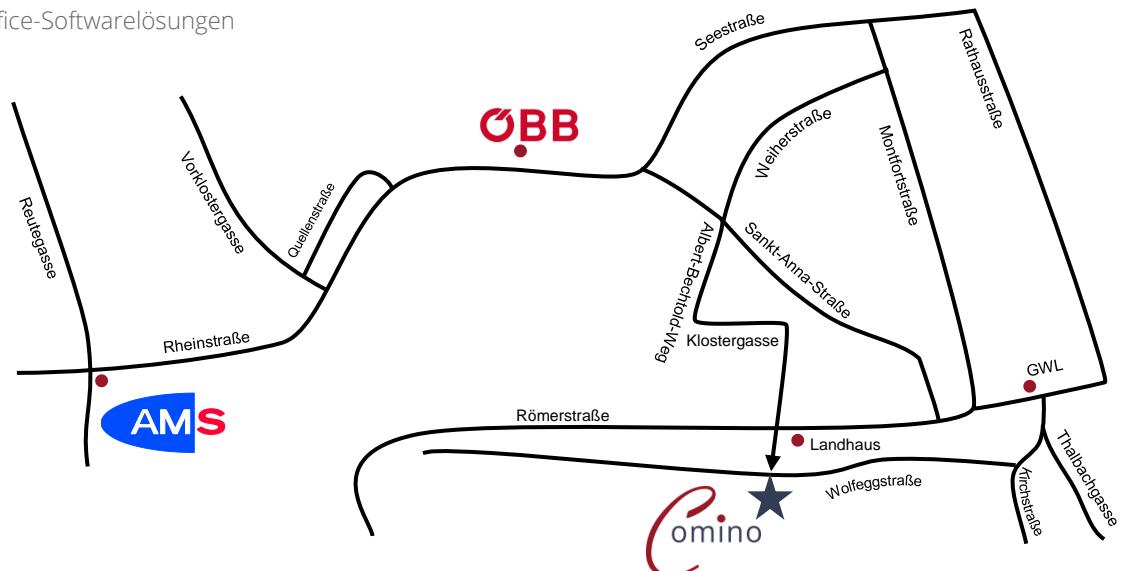 fice-Softwarelösungen
Seestraße
Rathausstraße
ÖBB
Weiherstraße
Montfortstraße
Vorklostergasse
Quellenstraße
Reutegasse
Albert-Bechtold-Weg
Sankt-Anna-Straße
Rheinstraße
Klostergasse
GWL
AMS
Römerstraße
Landhaus
Thalbachgasse
Wolfeggstraße
Kirchstraße
Comino